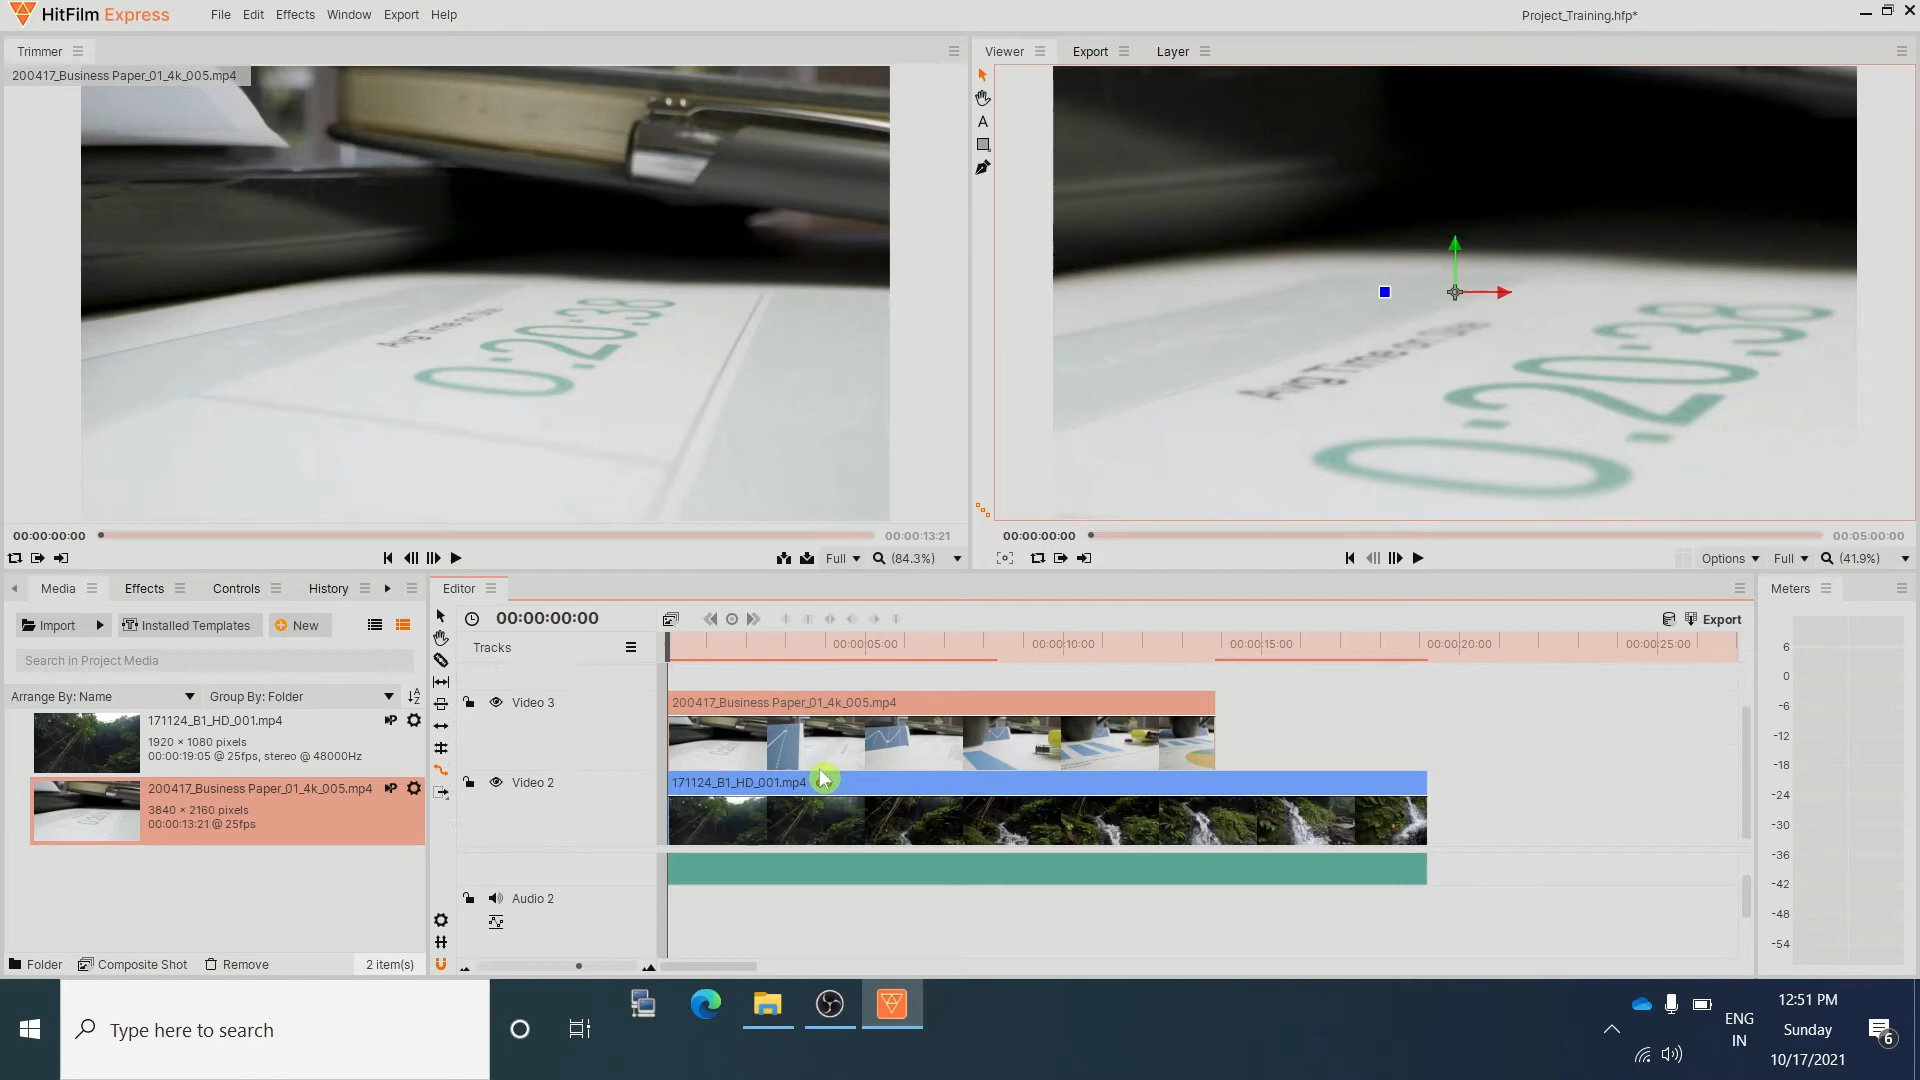 HitFilm Express
File Edit Effects Window Export Help
Project_Training.hfp*
Trimmer
200417_Business Paper_01_4k_005.mp4
Viewer Export Layer
A
0:20:38
0:20:38
00:00:00:00
00:00:13:21
Full (84.3%)
00:00:00:00
00:05:00:00
Options Full (41.9%)
Media Effects Controls History
Import Installed Templates New
Search in Project Media
Arrange By: Name Group By: Folder
171124_B1_HD_001.mp4
1920 × 1080 pixels
00:00:19:05 @ 25fps, stereo @ 48000Hz
200417_Business Paper_01_4k_005.mp4
3840 × 2160 pixels
00:00:13:21 @ 25fps
Folder Composite Shot Remove 2 item(s)
Editor
00:00:00:00
Export
Tracks
00:00:05:00 00:00:10:00 00:00:15:00 00:00:20:00 00:00:25:00
Video 3
200417_Business Paper_01_4k_005.mp4
Video 2
171124_B1_HD_001.mp4
Audio 2
Meters
6
0
-6
-12
-18
-24
-30
-36
-42
-48
-54
Type here to search
ENG
IN
12:51 PM
Sunday
10/17/2021
6